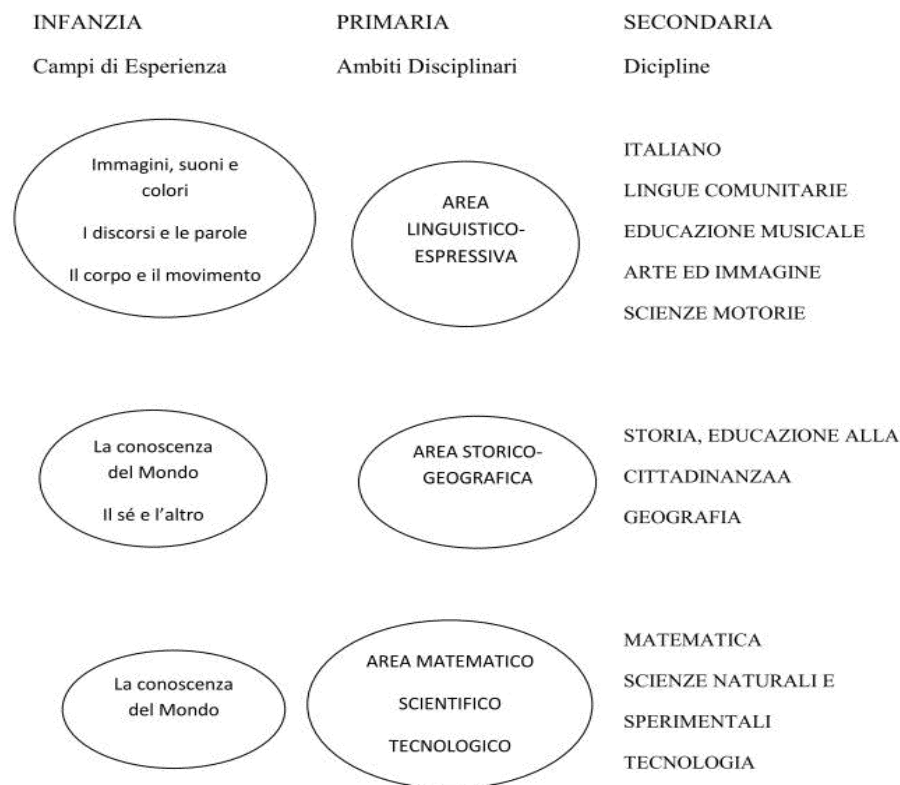 INFANZIA
PRIMARIA
SECONDARIA
Campi di Esperienza
Ambiti Disciplinari
Dicipline
Immagini, suoni e
colori
I discorsi e le parole
Il corpo e il movimento
AREA
LINGUISTICO-
ESPRESSIVA
ITALIANO
LINGUE COMUNITARIE
EDUCAZIONE MUSICALE
ARTE ED IMMAGINE
SCIENZE MOTORIE
La conoscenza
del Mondo
Il sé e l'altro
AREA STORICO-
GEOGRAFICA
STORIA, EDUCAZIONE ALLA
CITTADINANZAA
GEOGRAFIA
La conoscenza
del Mondo
AREA MATEMATICO
SCIENTIFICO
TECNOLOGICO
MATEMATICA
SCIENZE NATURALI E
SPERIMENTALI
TECNOLOGIA